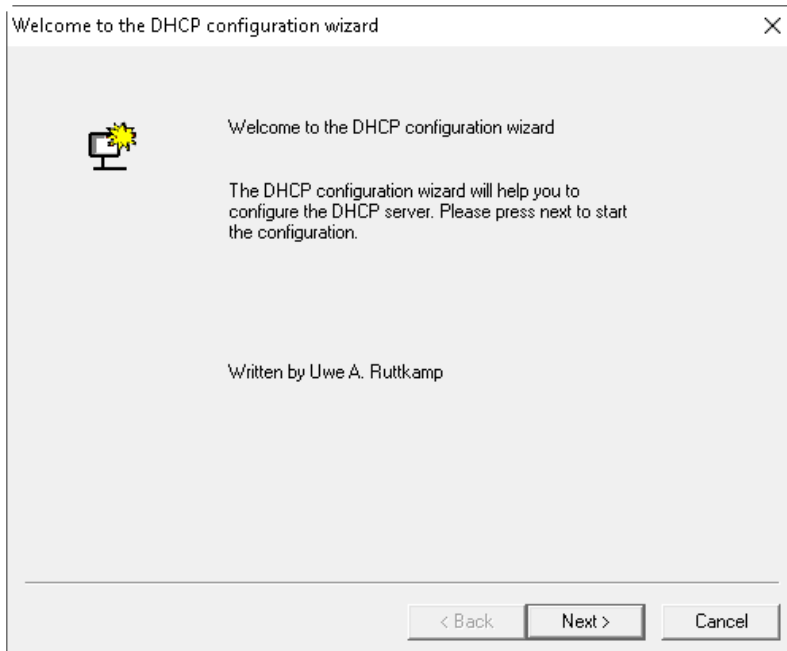 Welcome to the DHCP configuration wizard
Welcome to the DHCP configuration wizard
The DHCP configuration wizard will help you to
configure the DHCP server. Please press next to start
the configuration.
Written by Uwe A. Ruttkamp
< Back Next > Cancel